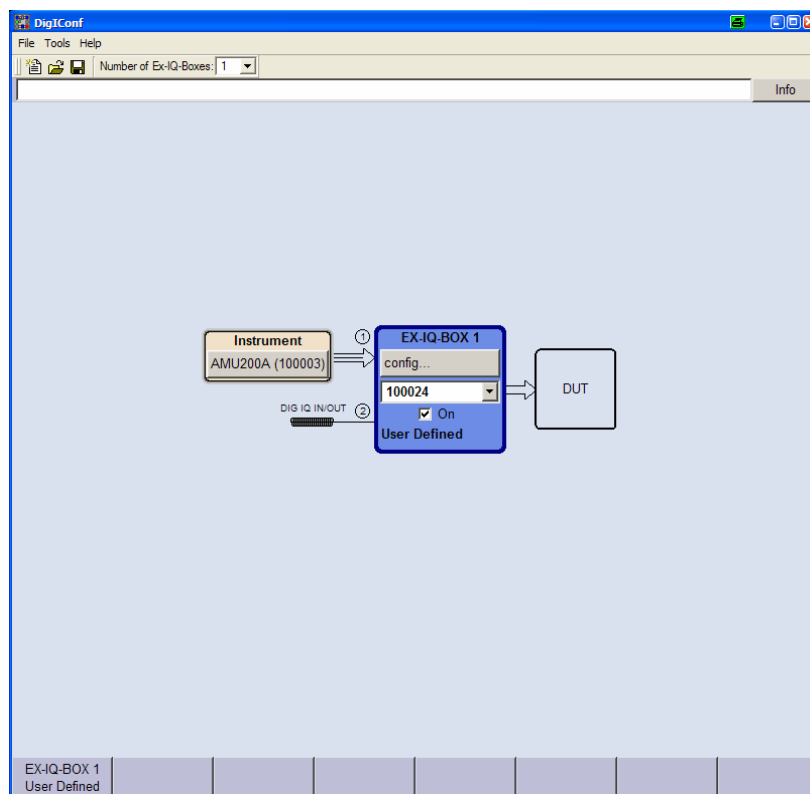 DigIConf
File Tools Help
Number of Ex-IQ-Boxes: 1
Info
Instrument
AMU200A (100003)
1
EX-IQ-BOX 1
config...
100024
On
User Defined
DIG IQ IN/OUT
2
DUT
EX-IQ-BOX 1
User Defined